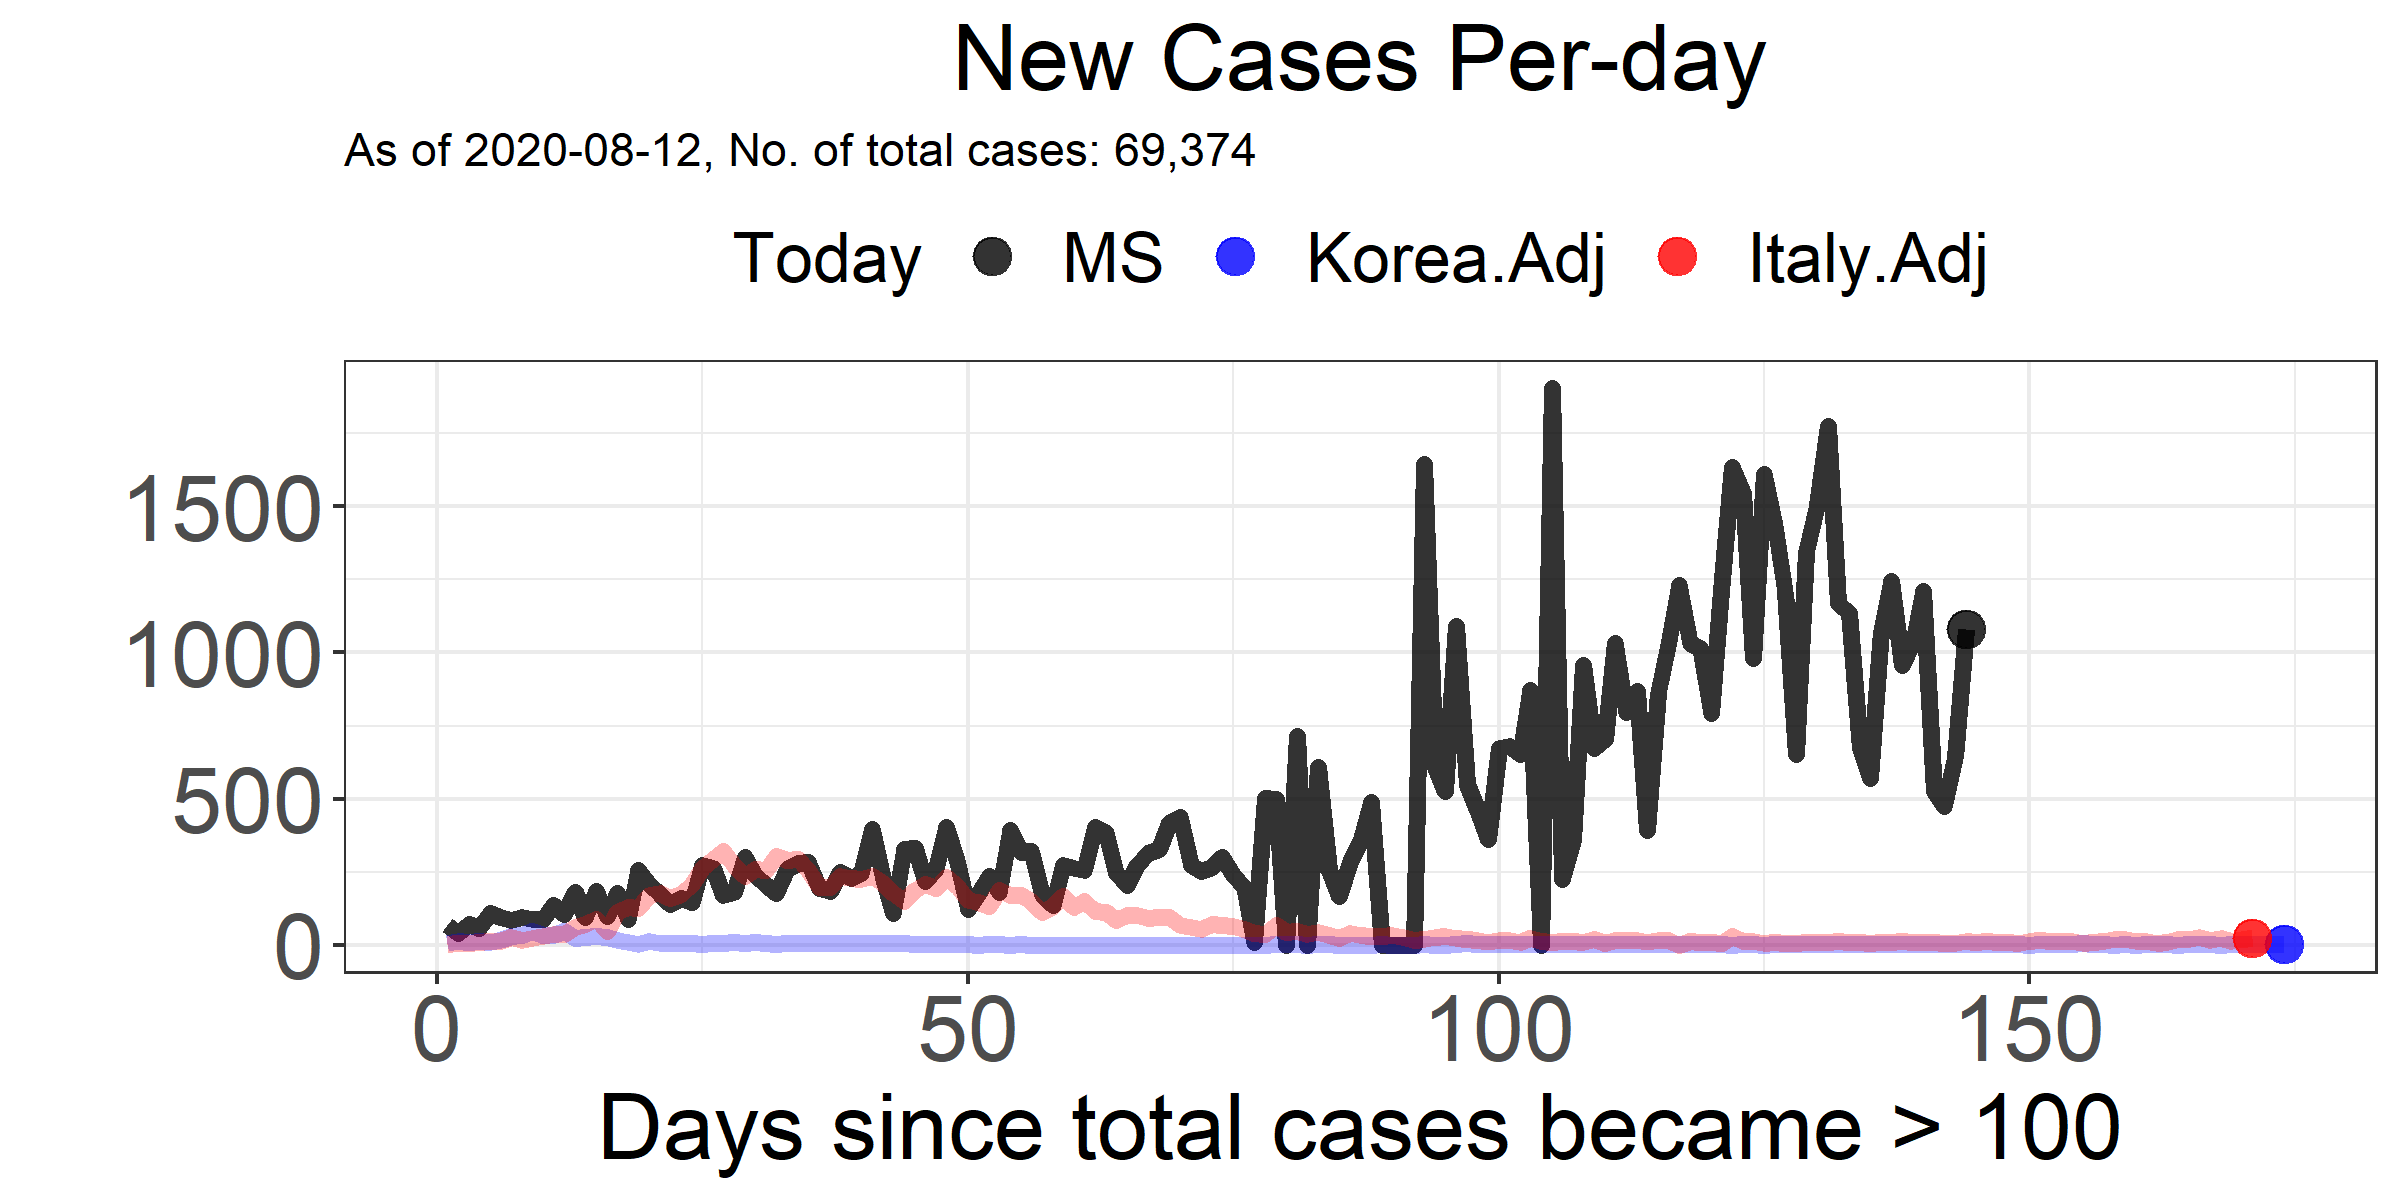 New Cases Per-day
As of 2020-08-12, No. of total cases: 69,374
Today MS Korea.Adj Italy.Adj
1500
1000
500
0
0 50 100 150
Days since total cases became > 100